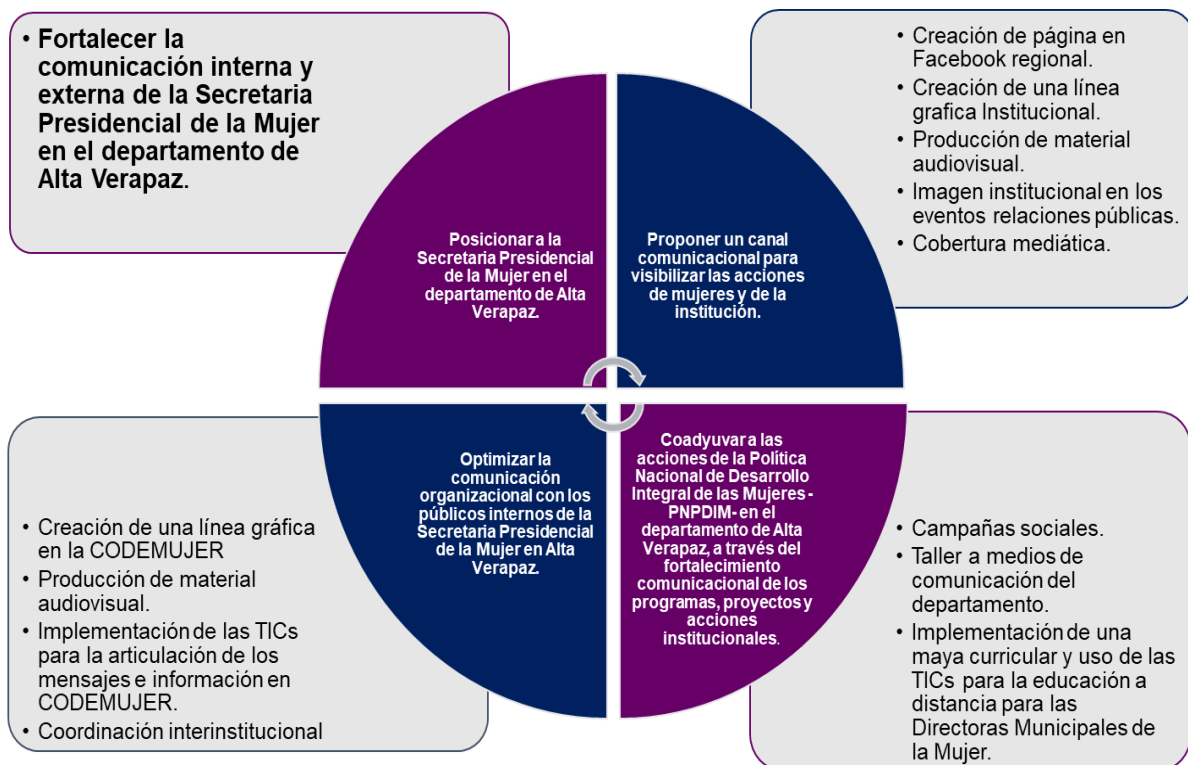 • Fortalecer la
comunicación interna y
externa de la Secretaria
Presidencial de la Mujer
en el departamento de
Alta Verapaz.
• Creación de página en
Facebook regional.
• Creación de una línea
grafica Institucional.
• Producción de material
audiovisual.
• Imagen institucional en los
eventos relaciones públicas.
• Cobertura mediática.
Posicionar a la
Secretaria Presidencial
de la Mujer en el
departamento de Alta
Verapaz.
Proponer un canal
comunicacional para
visibilizar las acciones
de mujeres y de la
institución.
Optimizar la
comunicación
organizacional con los
públicos internos de la
Secretaria Presidencial
de la Mujer en Alta
Verapaz.
Coadyuvar a las
acciones de la Política
Nacional de Desarrollo
Integral de las Mujeres -
PNPDIM- en el
departamento de Alta
Verapaz, a través del
fortalecimiento
comunicacional de los
programas, proyectos y
acciones
institucionales.
• Creación de una línea gráfica
en la CODEMUJER
• Producción de material
audiovisual.
• Implementación de las TICs
para la articulación de los
mensajes e información en
CODEMUJER.
• Coordinación interinstitucional
• Campañas sociales.
• Taller a medios de
comunicación del
departamento.
• Implementación de una
maya curricular y uso de las
TICs para la educación a
distancia para las
Directoras Municipales de
la Mujer.